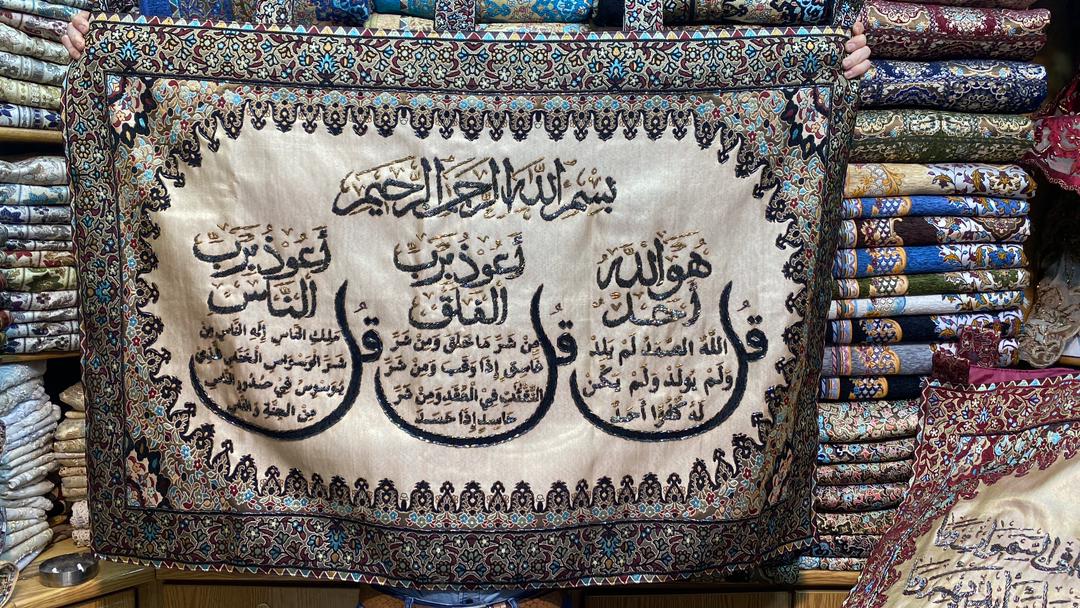 بسم الله الرحمن الرحيم
قل هو الله
أحد
الله الصمد لم يلد
ولم يولد ولم يكن
له كفوا أحد
قل أعوذ برب
الفلق
من شر ما خلق ومن شر
غاسق إذا وقب ومن شر
النفثت في العقد ومن شر
حاسد إذا حسد
قل أعوذ برب
الناس
ملك الناس إله الناس من
شر الوسواس الخناس الذي
يوسوس في صدور الناس
من الجنة والناس